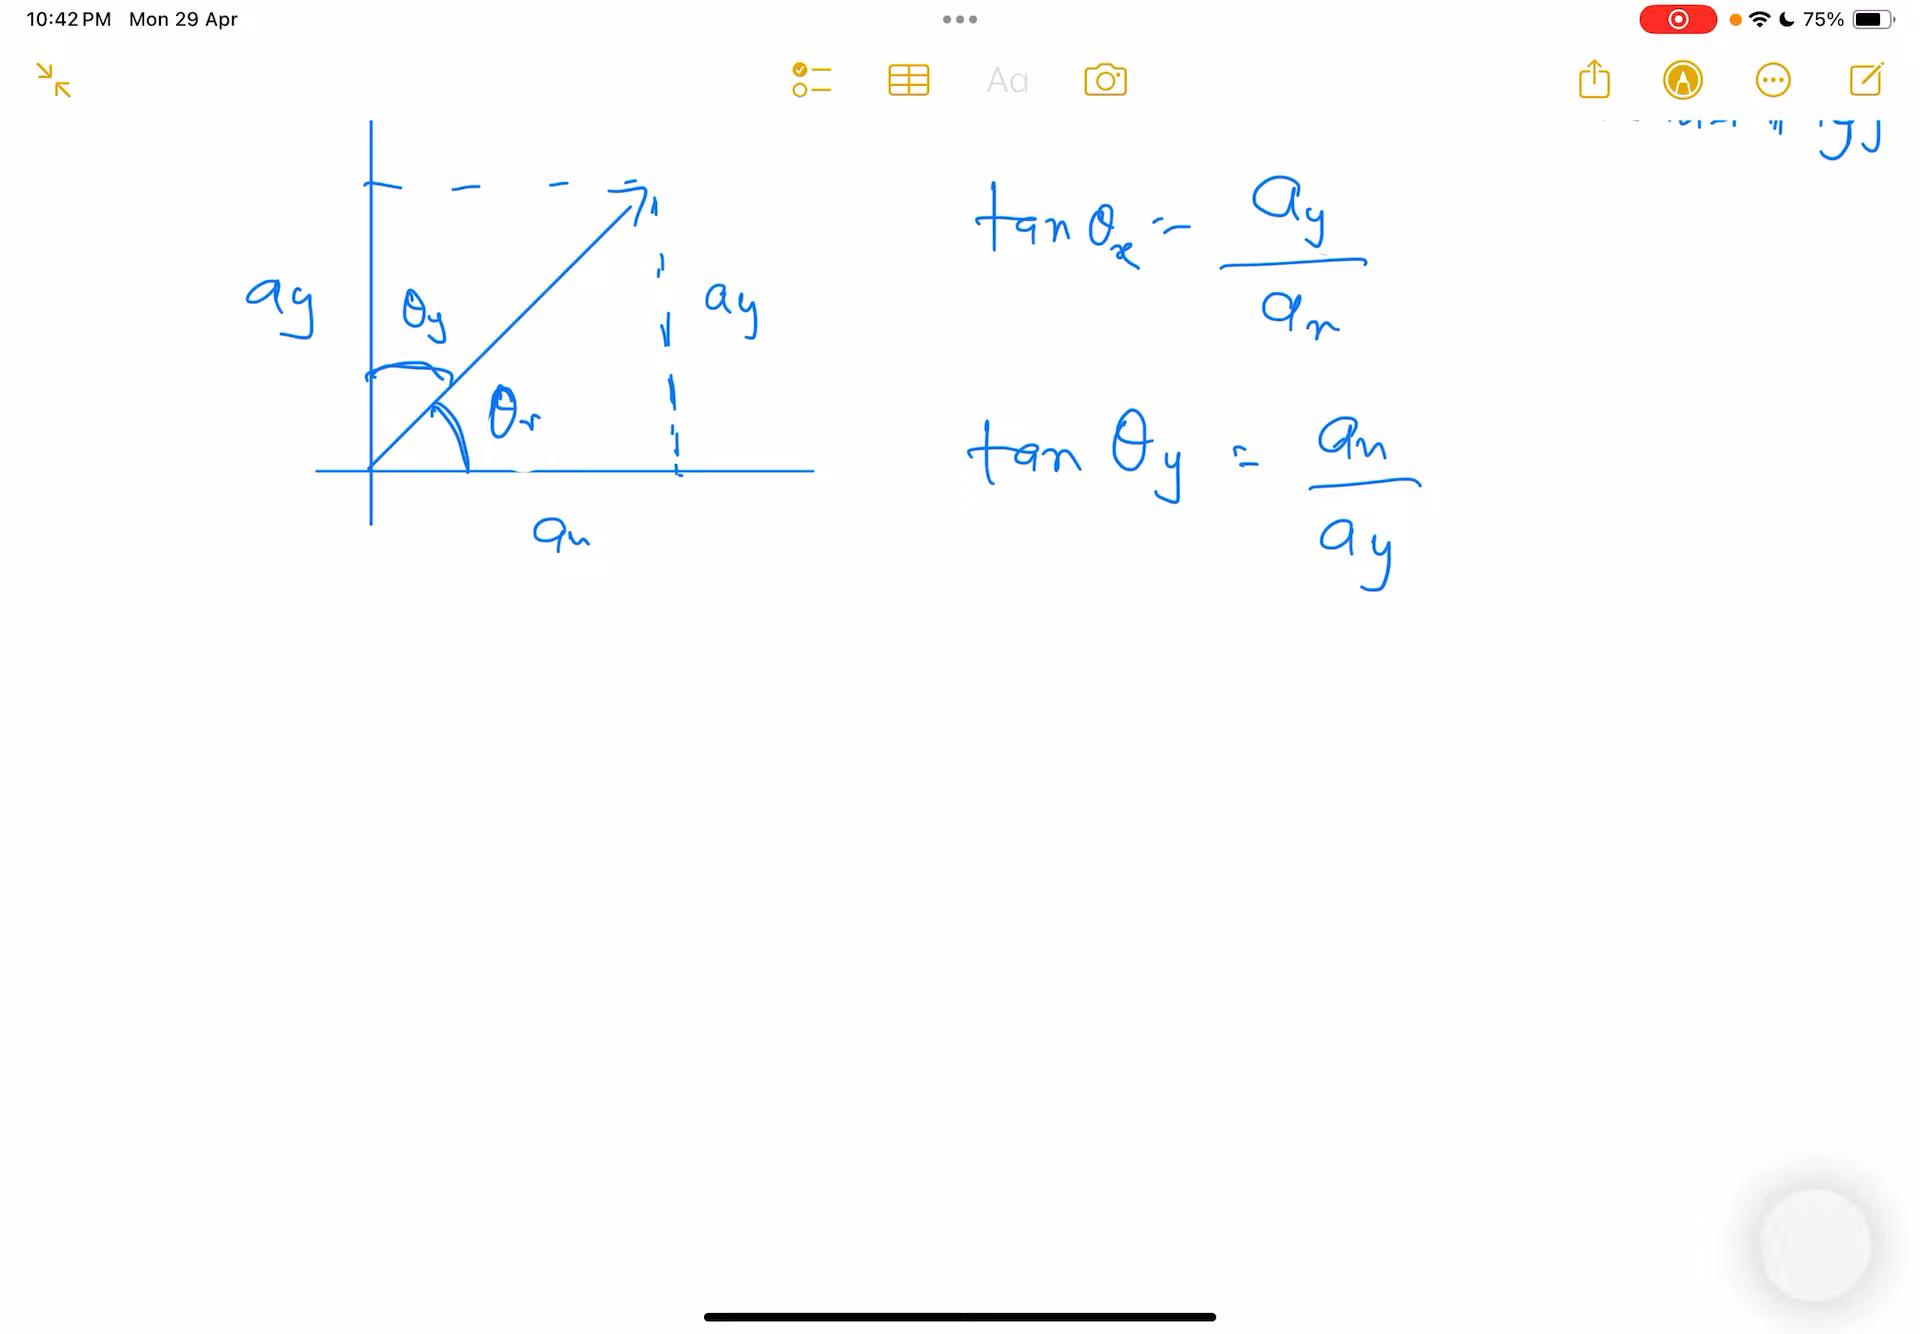 10:42 PM Mon 29 Apr
75%
Aa
tan θx = ay
ax
ay
θy
ay
θx
tan θy = ax
ay
ax